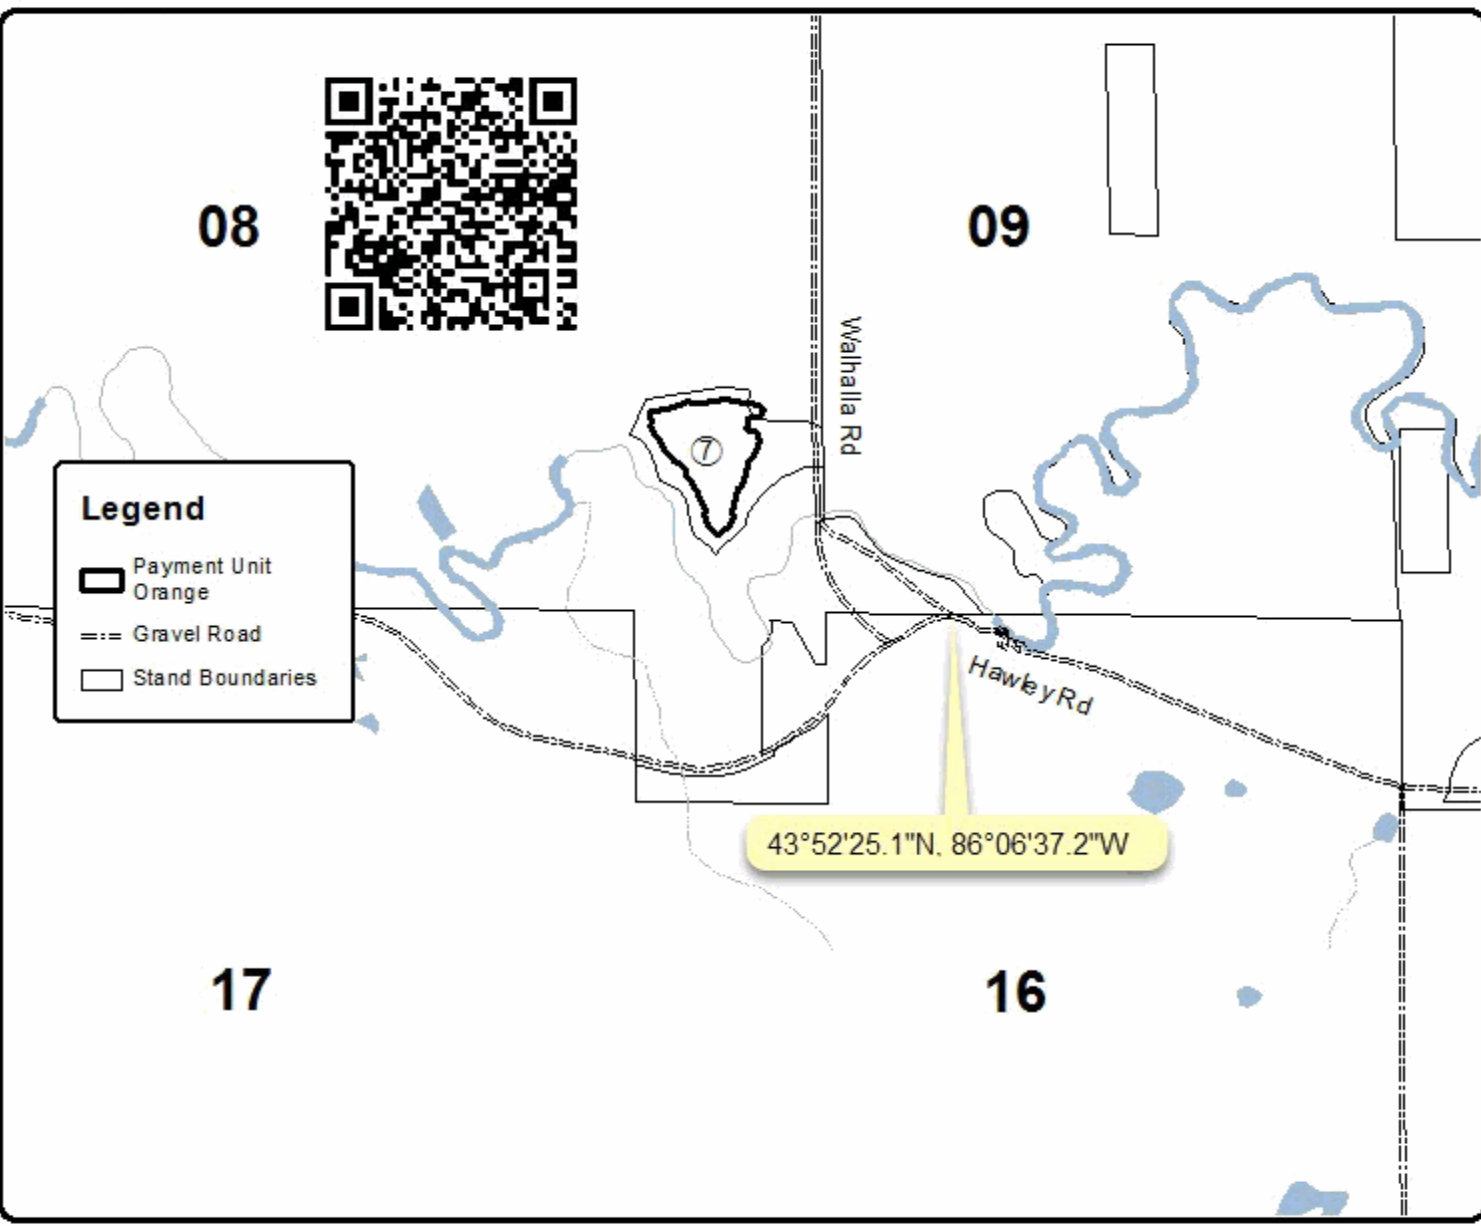 08
09
Walhalla Rd
7
Legend
Payment Unit
Orange
Gravel Road
Stand Boundaries
Hawley Rd
43°52'25.1"N, 86°06'37.2"W
17
16